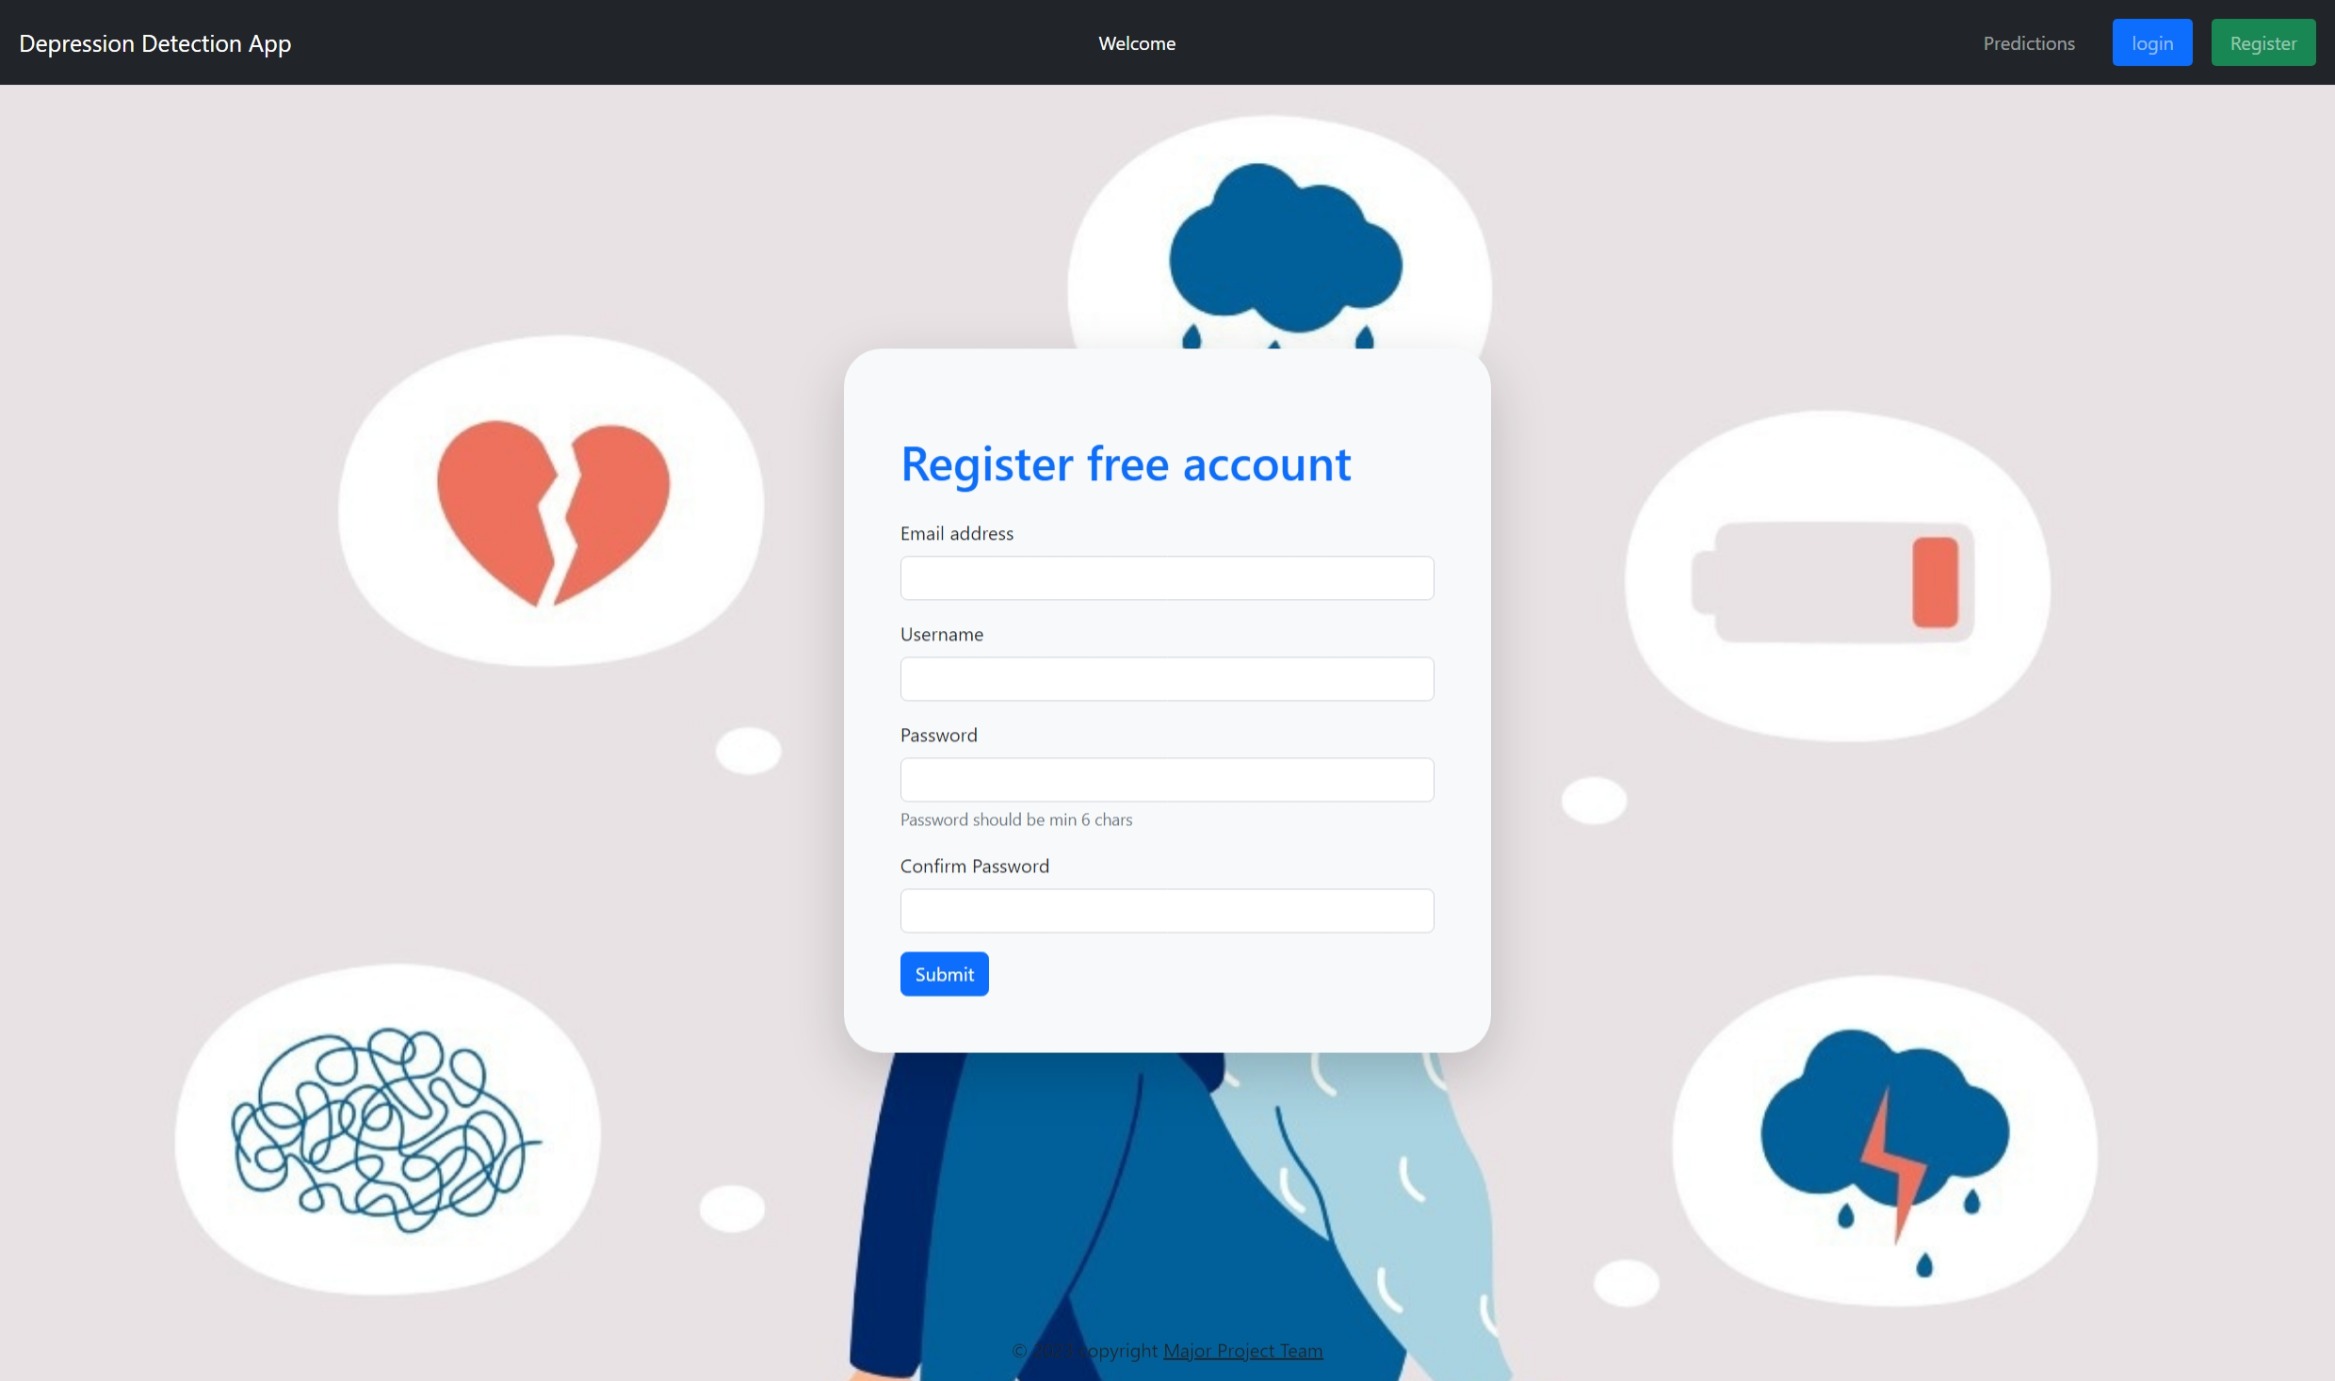 Depression Detection App
Welcome
Predictions
login
Register
Register free account
Email address
Username
Password
Password should be min 6 chars
Confirm Password
Submit
© copyright Major Project Team